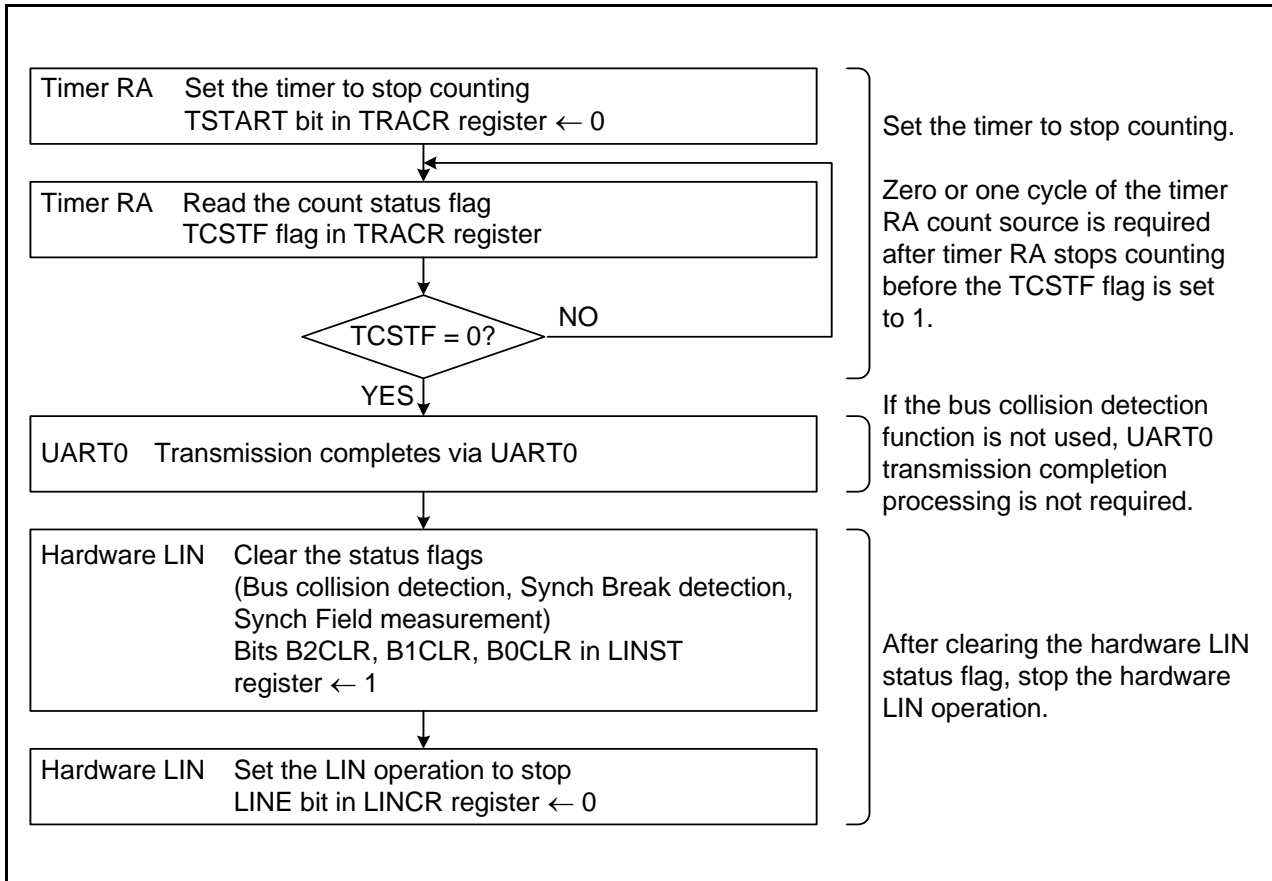 Timer RA Set the timer to stop counting
TSTART bit in TRACR register ← 0
Timer RA Read the count status flag
TCSTF flag in TRACR register
TCSTF = 0?
NO
YES
UART0 Transmission completes via UART0
Hardware LIN Clear the status flags
(Bus collision detection, Synch Break detection,
Synch Field measurement)
Bits B2CLR, B1CLR, B0CLR in LINST
register ← 1
Hardware LIN Set the LIN operation to stop
LINE bit in LINCR register ← 0
Set the timer to stop counting.
Zero or one cycle of the timer
RA count source is required
after timer RA stops counting
before the TCSTF flag is set
to 1.
If the bus collision detection
function is not used, UART0
transmission completion
processing is not required.
After clearing the hardware LIN
status flag, stop the hardware
LIN operation.